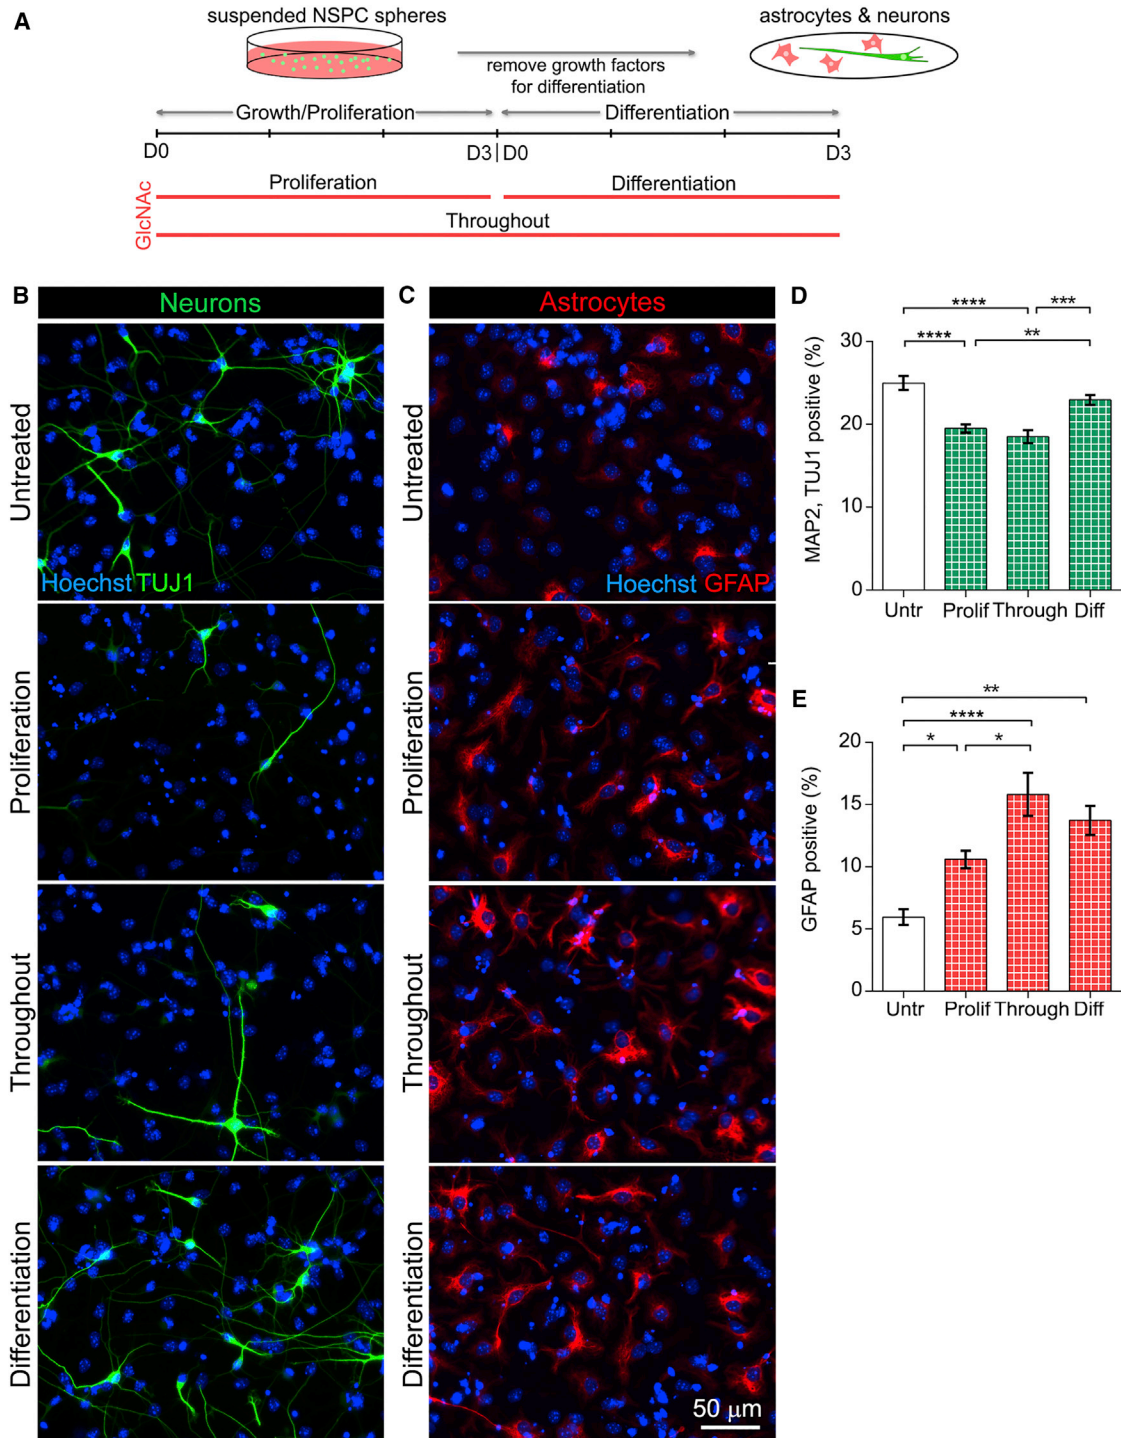 A
suspended NSPC spheres
astrocytes & neurons
remove growth factors
for differentiation
Growth/Proliferation
Differentiation
D0
D3|D0
D3
GlcNAc
Proliferation
Differentiation
Throughout
B
Neurons
C
Astrocytes
Untreated
Hoechst TUJ1
Untreated
Hoechst GFAP
Proliferation
Proliferation
Throughout
Throughout
Differentiation
Differentiation
50 μm
D
**** ***
**** **
MAP2, TUJ1 positive (%)
30
20
10
0
Untr Prolif Through Diff
E
**
****
* *
GFAP positive (%)
20
15
10
5
0
Untr Prolif Through Diff